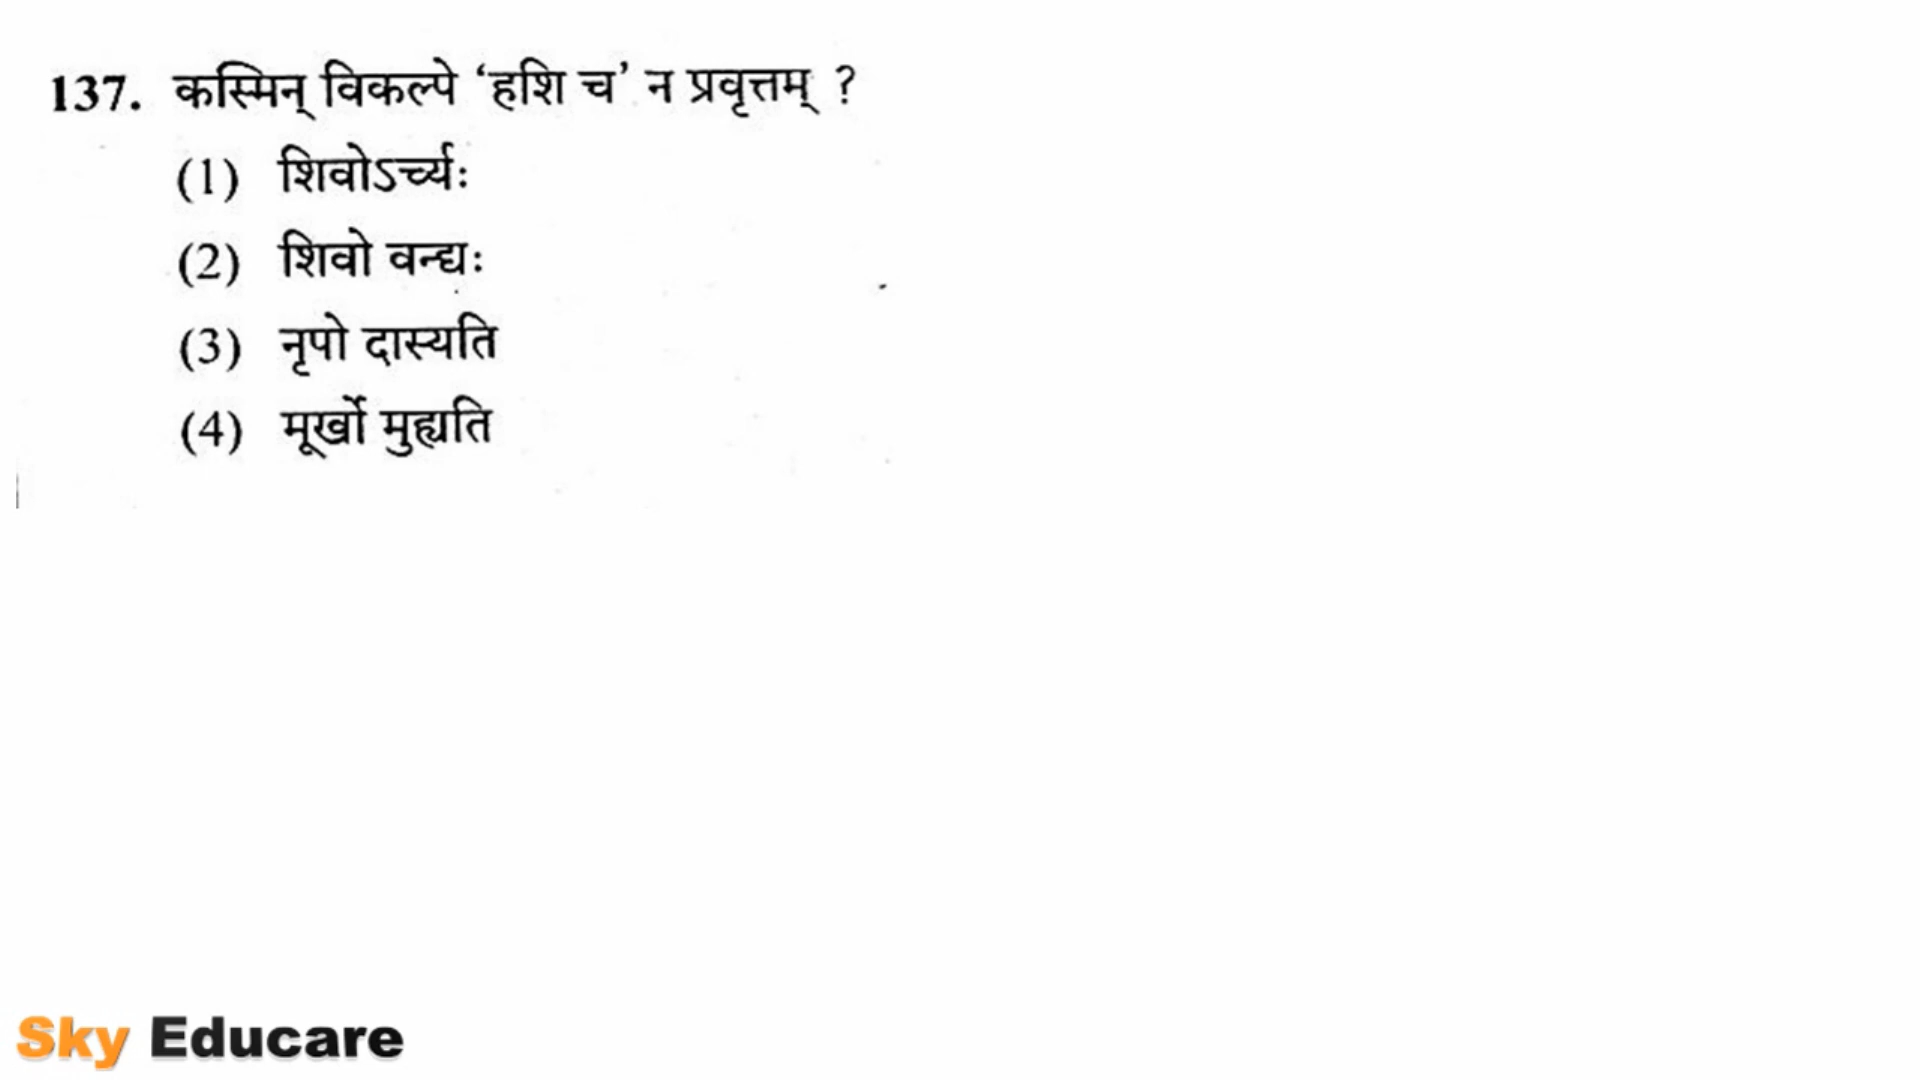 137. कस्मिन् विकल्पे ‘हशि च’ न प्रवृत्तम् ?
(1) शिवोऽर्च्यः
(2) शिवो वन्द्यः
(3) नृपो दास्यति
(4) मूर्खो मुह्यति
Sky Educare